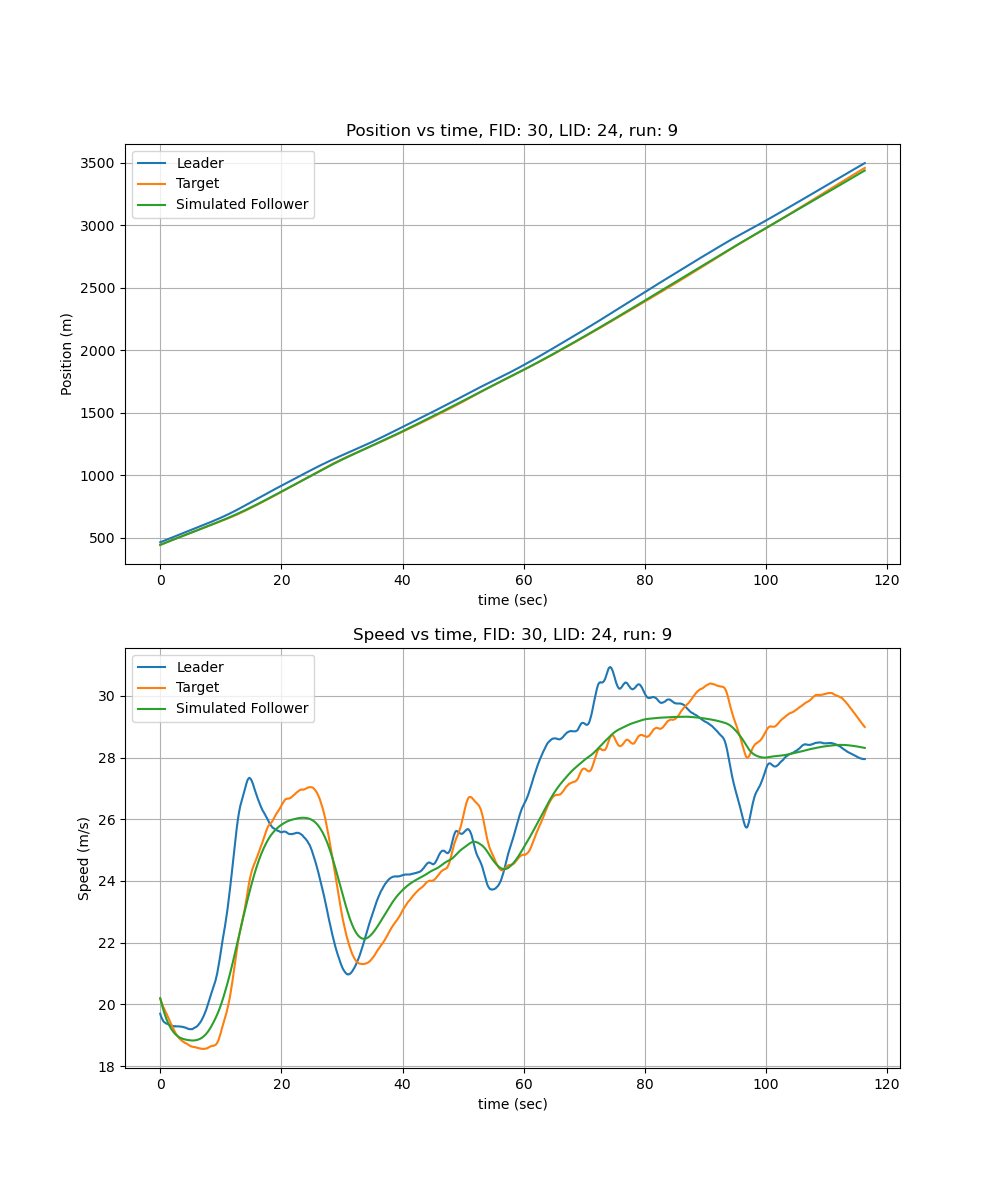 Position vs time, FID: 30, LID: 24, run: 9
Leader
Target
Simulated Follower
Position (m)
3500
3000
2500
2000
1500
1000
500
0 20 40 60 80 100 120
time (sec)
Speed vs time, FID: 30, LID: 24, run: 9
Leader
Target
Simulated Follower
Speed (m/s)
30
28
26
24
22
20
18
0 20 40 60 80 100 120
time (sec)